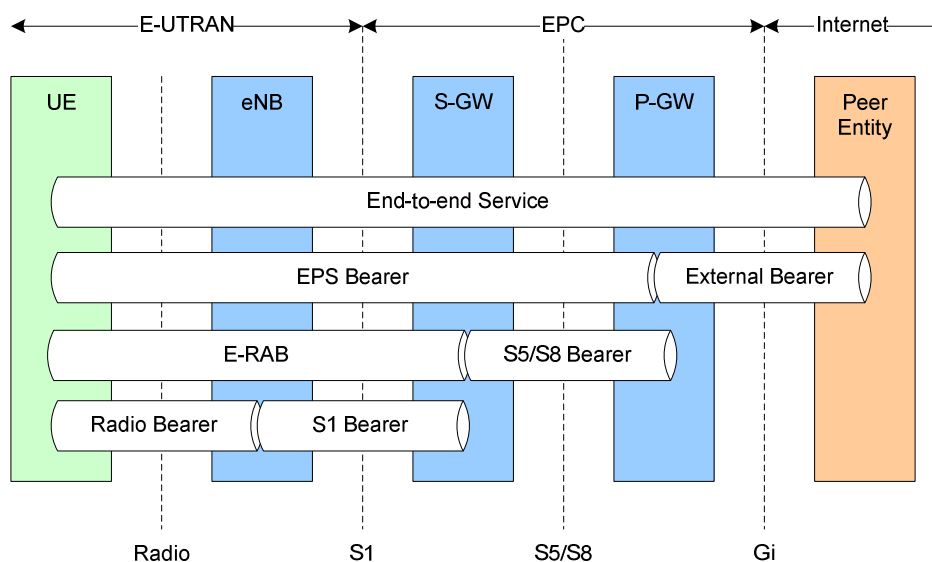 E-UTRAN
EPC
Internet
UE
eNB
S-GW
P-GW
Peer
Entity
End-to-end Service
EPS Bearer
External Bearer
E-RAB
S5/S8 Bearer
Radio Bearer
S1 Bearer
Radio
S1
S5/S8
Gi